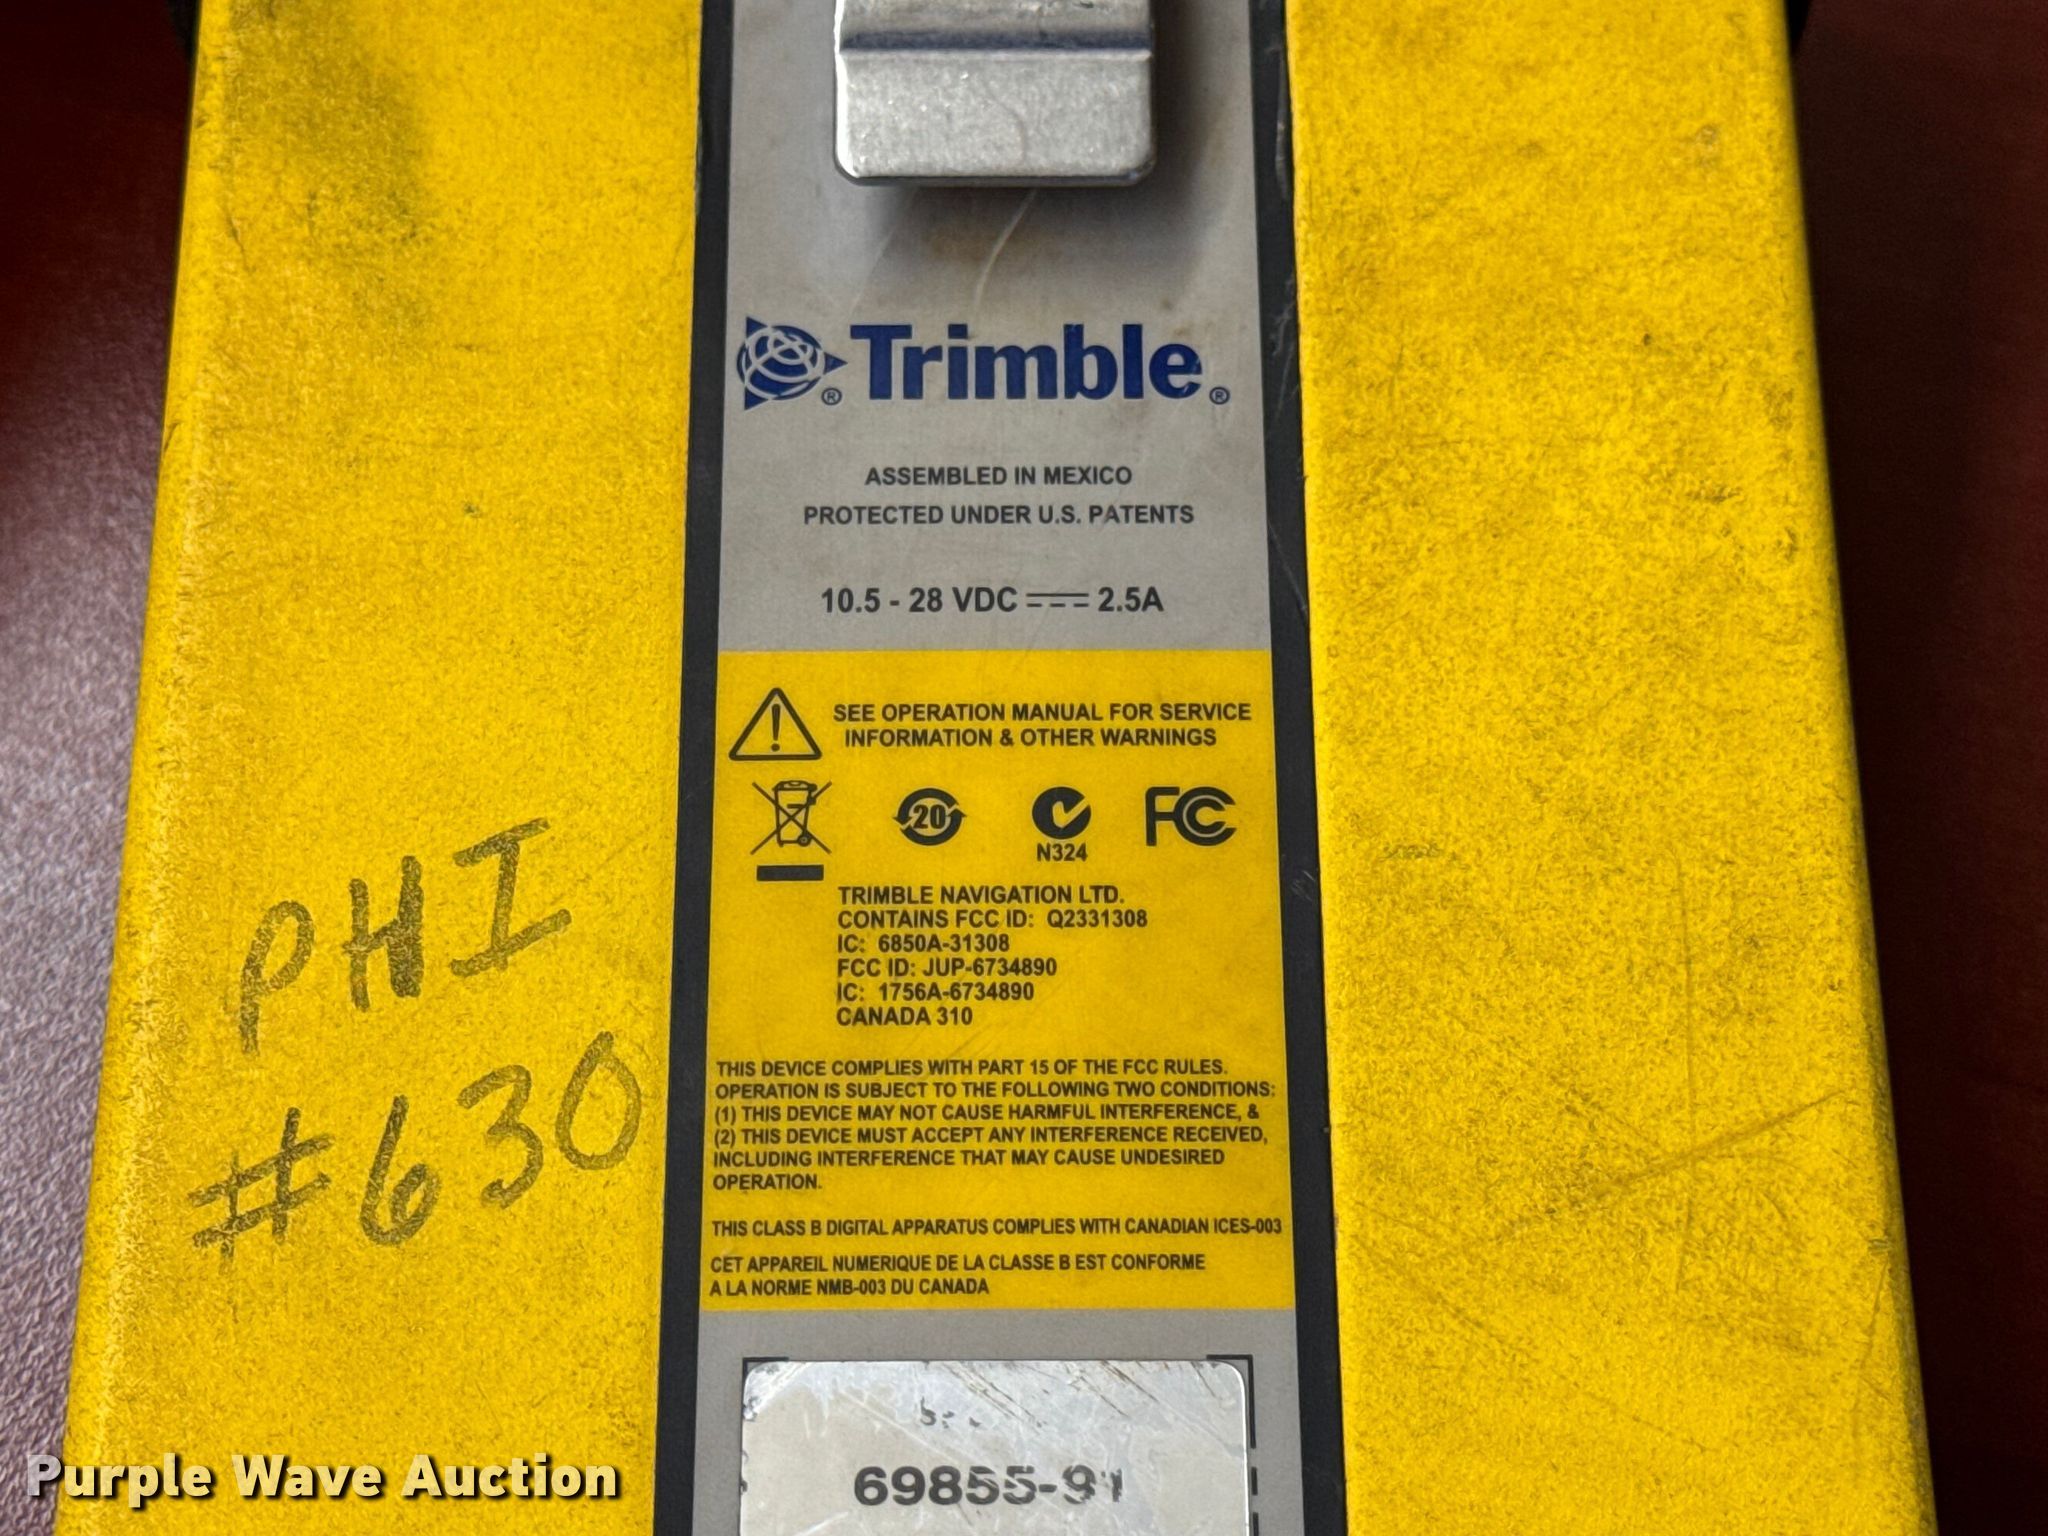 Trimble
ASSEMBLED IN MEXICO
PROTECTED UNDER U.S. PATENTS
10.5 - 28 VDC 2.5A
SEE OPERATION MANUAL FOR SERVICE
INFORMATION & OTHER WARNINGS
20
N324
FC
TRIMBLE NAVIGATION LTD.
CONTAINS FCC ID: Q2331308
IC: 6850A-31308
FCC ID: JUP-6734890
IC: 1756A-6734890
CANADA 310
THIS DEVICE COMPLIES WITH PART 15 OF THE FCC RULES.
OPERATION IS SUBJECT TO THE FOLLOWING TWO CONDITIONS:
(1) THIS DEVICE MAY NOT CAUSE HARMFUL INTERFERENCE, &
(2) THIS DEVICE MUST ACCEPT ANY INTERFERENCE RECEIVED,
INCLUDING INTERFERENCE THAT MAY CAUSE UNDESIRED
OPERATION.
THIS CLASS B DIGITAL APPARATUS COMPLIES WITH CANADIAN ICES-003
CET APPAREIL NUMERIQUE DE LA CLASSE B EST CONFORME
A LA NORME NMB-003 DU CANADA
69855-91
PHI
#630
Purple Wave Auction